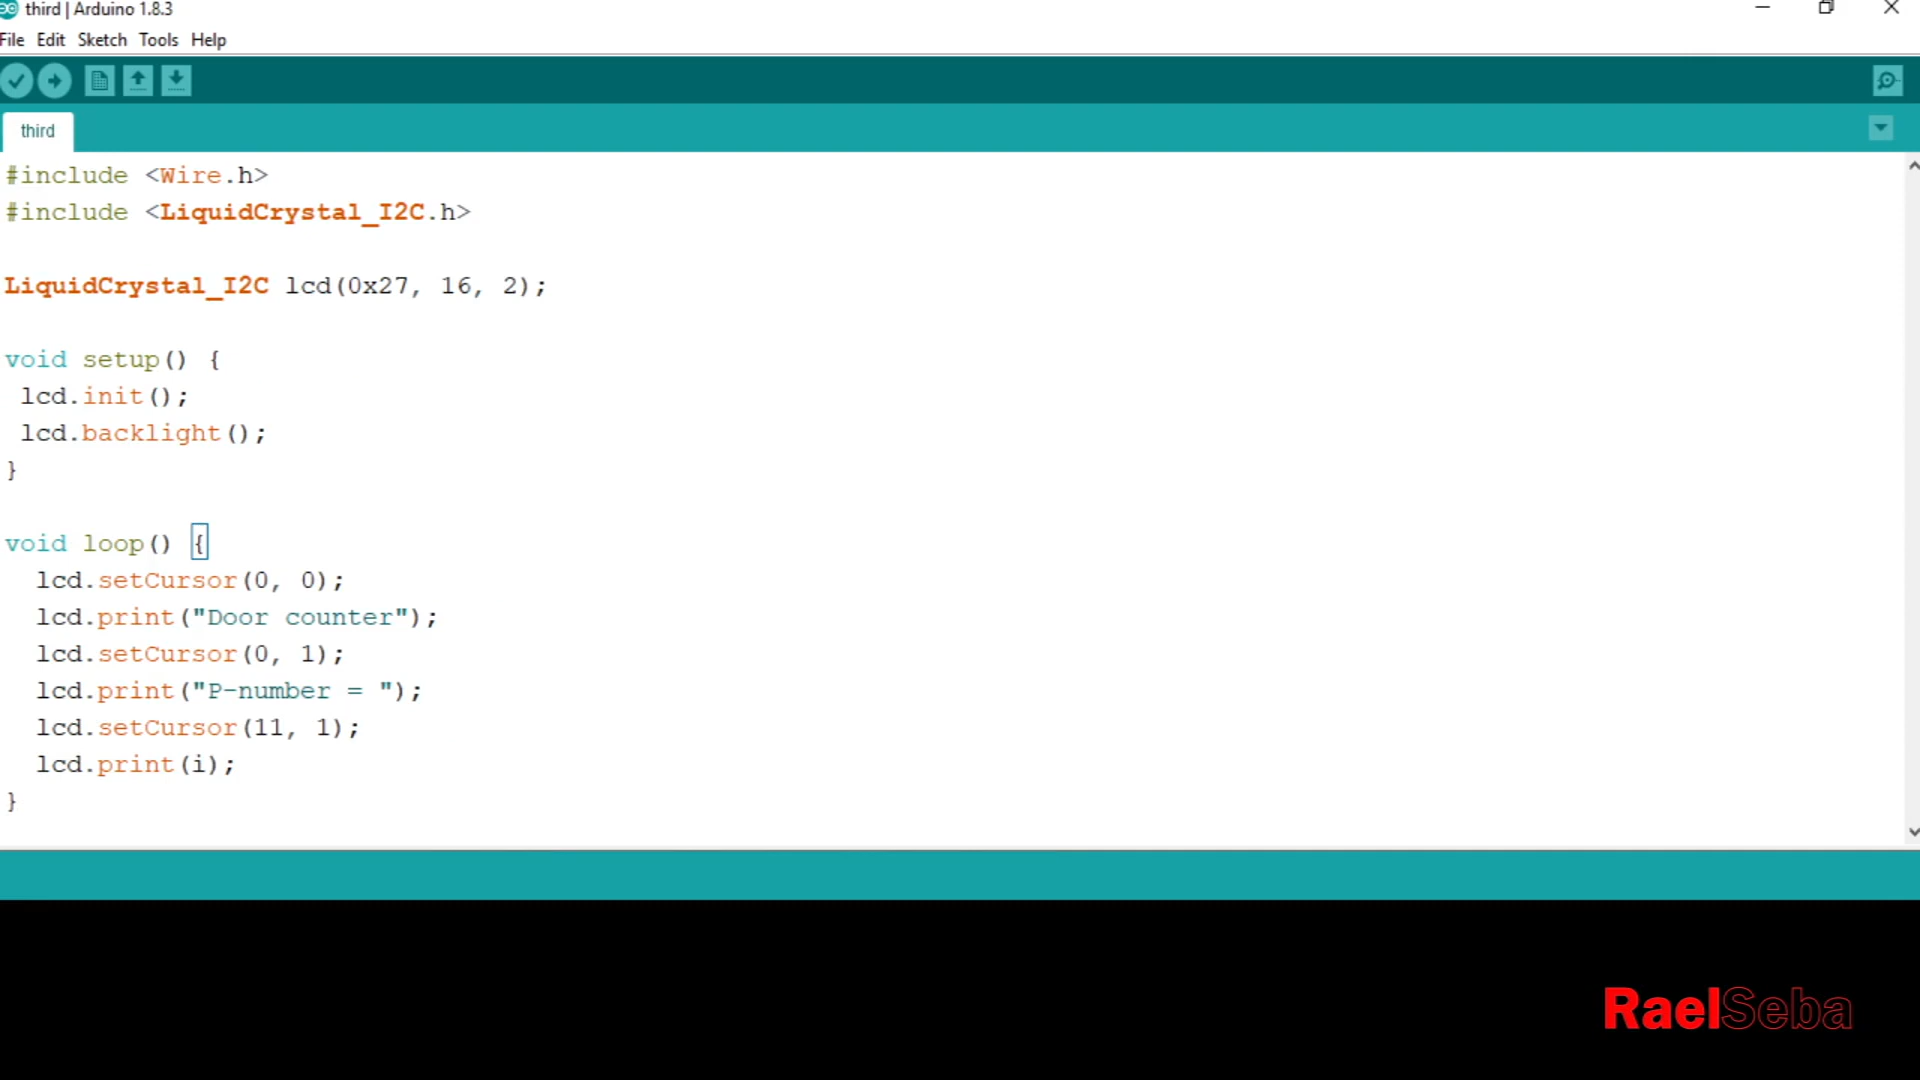 third | Arduino 1.8.3
File Edit Sketch Tools Help
third
#include <Wire.h>
#include <LiquidCrystal_I2C.h>
LiquidCrystal_I2C lcd(0x27, 16, 2);
void setup() {
lcd.init();
lcd.backlight();
}
void loop() {
lcd.setCursor(0, 0);
lcd.print("Door counter");
lcd.setCursor(0, 1);
lcd.print("P-number = ");
lcd.setCursor(11, 1);
lcd.print(i);
}
RaelSeba